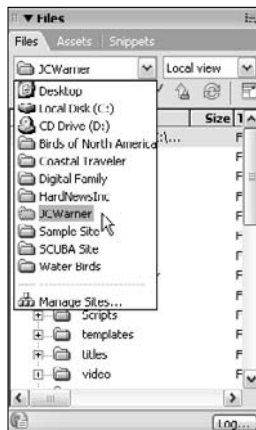 Files
Files Assets Snippets
JCWarner Local view
Desktop
Local Disk (C:)
CD Drive (D:)
Size
Birds of North America
Coastal Traveler
Digital Family
HardNewsInc
JCWarner
Sample Site
SCUBA Site
Water Birds
Manage Sites...
Scripts
templates
titles
video
Log...